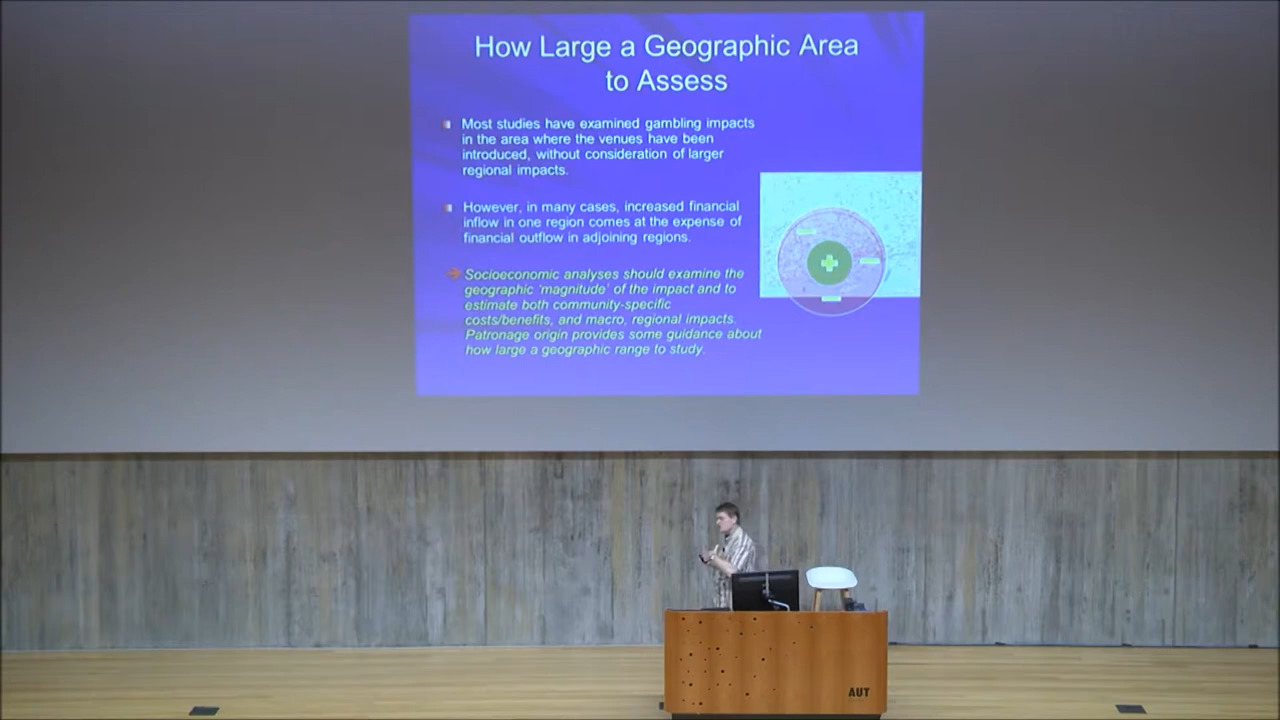 How Large a Geographic Area
to Assess
Most studies have examined gambling impacts
in the area where the venues have been
introduced, without consideration of larger
regional impacts.
However, in many cases, increased financial
inflow in one region comes at the expense of
financial outflow in adjoining regions.
Socioeconomic analyses should examine the
geographic ‘magnitude’ of the impact and to
estimate both community-specific
costs/benefits, and macro, regional impacts.
Patronage origin provides some guidance about
how large a geographic range to study.
AUT